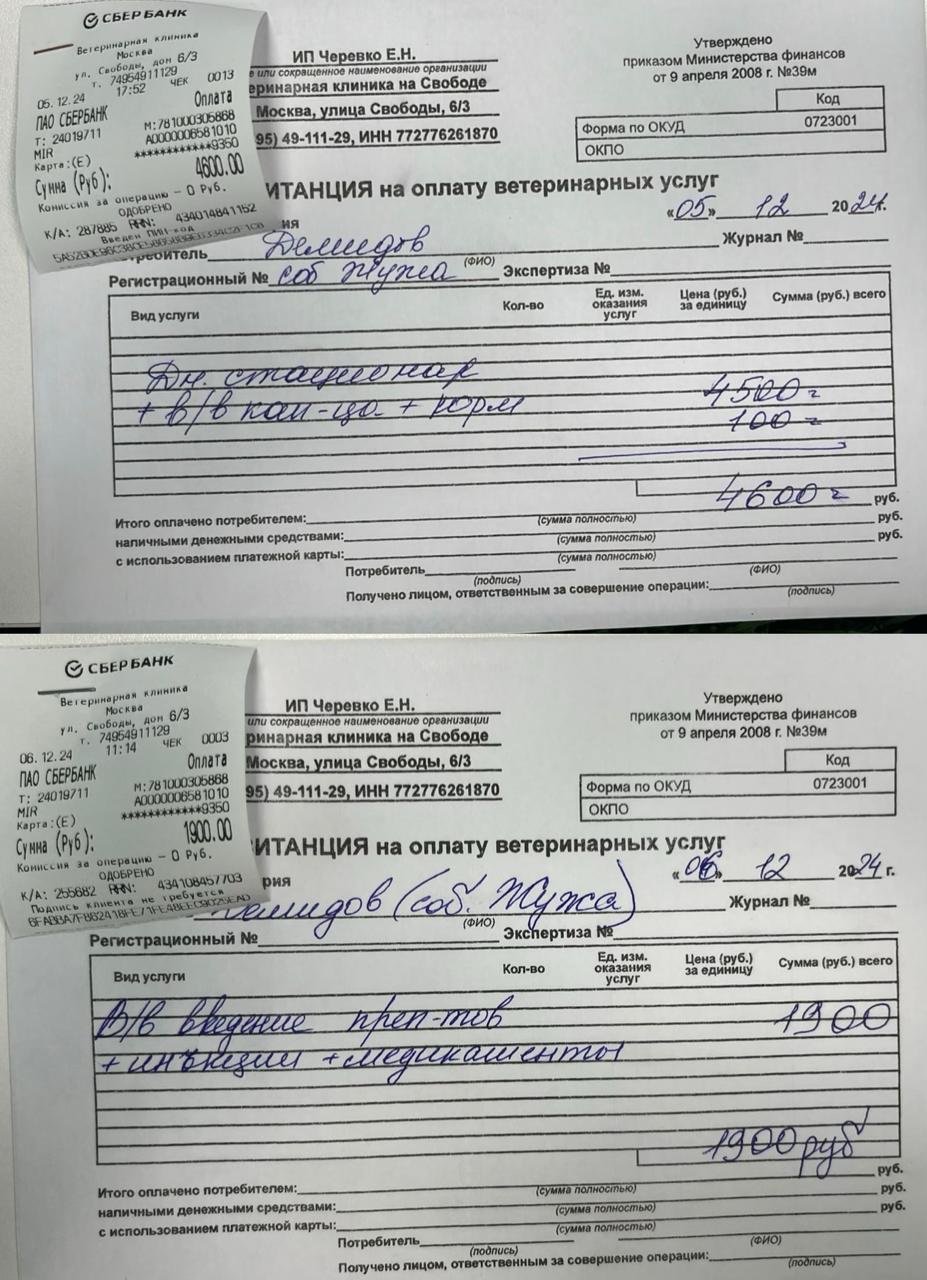 СБЕРБАНК
Ветеринарная клиника
Москва
ул. Свободы, дом 6/3
т. 74954911129
05.12.24 17:52 ЧЕК 0013
ПАО СБЕРБАНК Оплата
Т: 24019711 М:781000305868
MIR A0000006581010
Карта:(E) ************9350
Сумма (Руб): 4600.00
Комиссия за операцию – 0 Руб.
ОДОБРЕНО
К/А: 287885 RRN: 434014841152
Введен ПИН-код
ИП Черевко Е.Н.
е или сокращенное наименование организации
еринарная клиника на Свободе
Москва, улица Свободы, 6/3
95) 49-111-29, ИНН 772776261870
Утверждено
приказом Министерства финансов
от 9 апреля 2008 г. №39м
Код
Форма по ОКУД 0723001
ОКПО
ИТАНЦИЯ на оплату ветеринарных услуг
«05» 12 2024г.
ия
требитель Демидов Журнал №
(ФИО)
Регистрационный № соб Жужа Экспертиза №
Вид услуги Кол-во Ед. изм. оказания услуг Цена (руб.) за единицу Сумма (руб.) всего
Дн. стационар 4500=
+ в/в кап-ца + корм 100=
4600= руб.
Итого оплачено потребителем: (сумма полностью) руб.
наличными денежными средствами: (сумма полностью) руб.
с использованием платежной карты: (сумма полностью)
Потребитель (подпись) (ФИО)
Получено лицом, ответственным за совершение операции: (подпись)
СБЕРБАНК
Ветеринарная клиника
Москва
ул. Свободы, дом 6/3
т. 74954911129
06.12.24 11:14 ЧЕК 0003
ПАО СБЕРБАНК Оплата
Т: 24019711 М:781000305868
MIR A0000006581010
Карта:(E) ************9350
Сумма (Руб): 1900.00
Комиссия за операцию – 0 Руб.
ОДОБРЕНО
К/А: 255682 RRN: 434108457703
Подпись клиента не требуется
ИП Черевко Е.Н.
или сокращенное наименование организации
ринарная клиника на Свободе
Москва, улица Свободы, 6/3
95) 49-111-29, ИНН 772776261870
Утверждено
приказом Министерства финансов
от 9 апреля 2008 г. №39м
Код
Форма по ОКУД 0723001
ОКПО
ИТАНЦИЯ на оплату ветеринарных услуг
«06» 12 2024 г.
рия
Демидов (соб. Жужа) Журнал №
(ФИО)
Регистрационный № Экспертиза №
Вид услуги Кол-во Ед. изм. оказания услуг Цена (руб.) за единицу Сумма (руб.) всего
В/в введение преп-тов 1900
+ инъекции + медикаменты
1900 руб
руб.
Итого оплачено потребителем: (сумма полностью) руб.
наличными денежными средствами: (сумма полностью) руб.
с использованием платежной карты: (сумма полностью)
Потребитель (подпись) (ФИО)
Получено лицом, ответственным за совершение операции: (подпись)